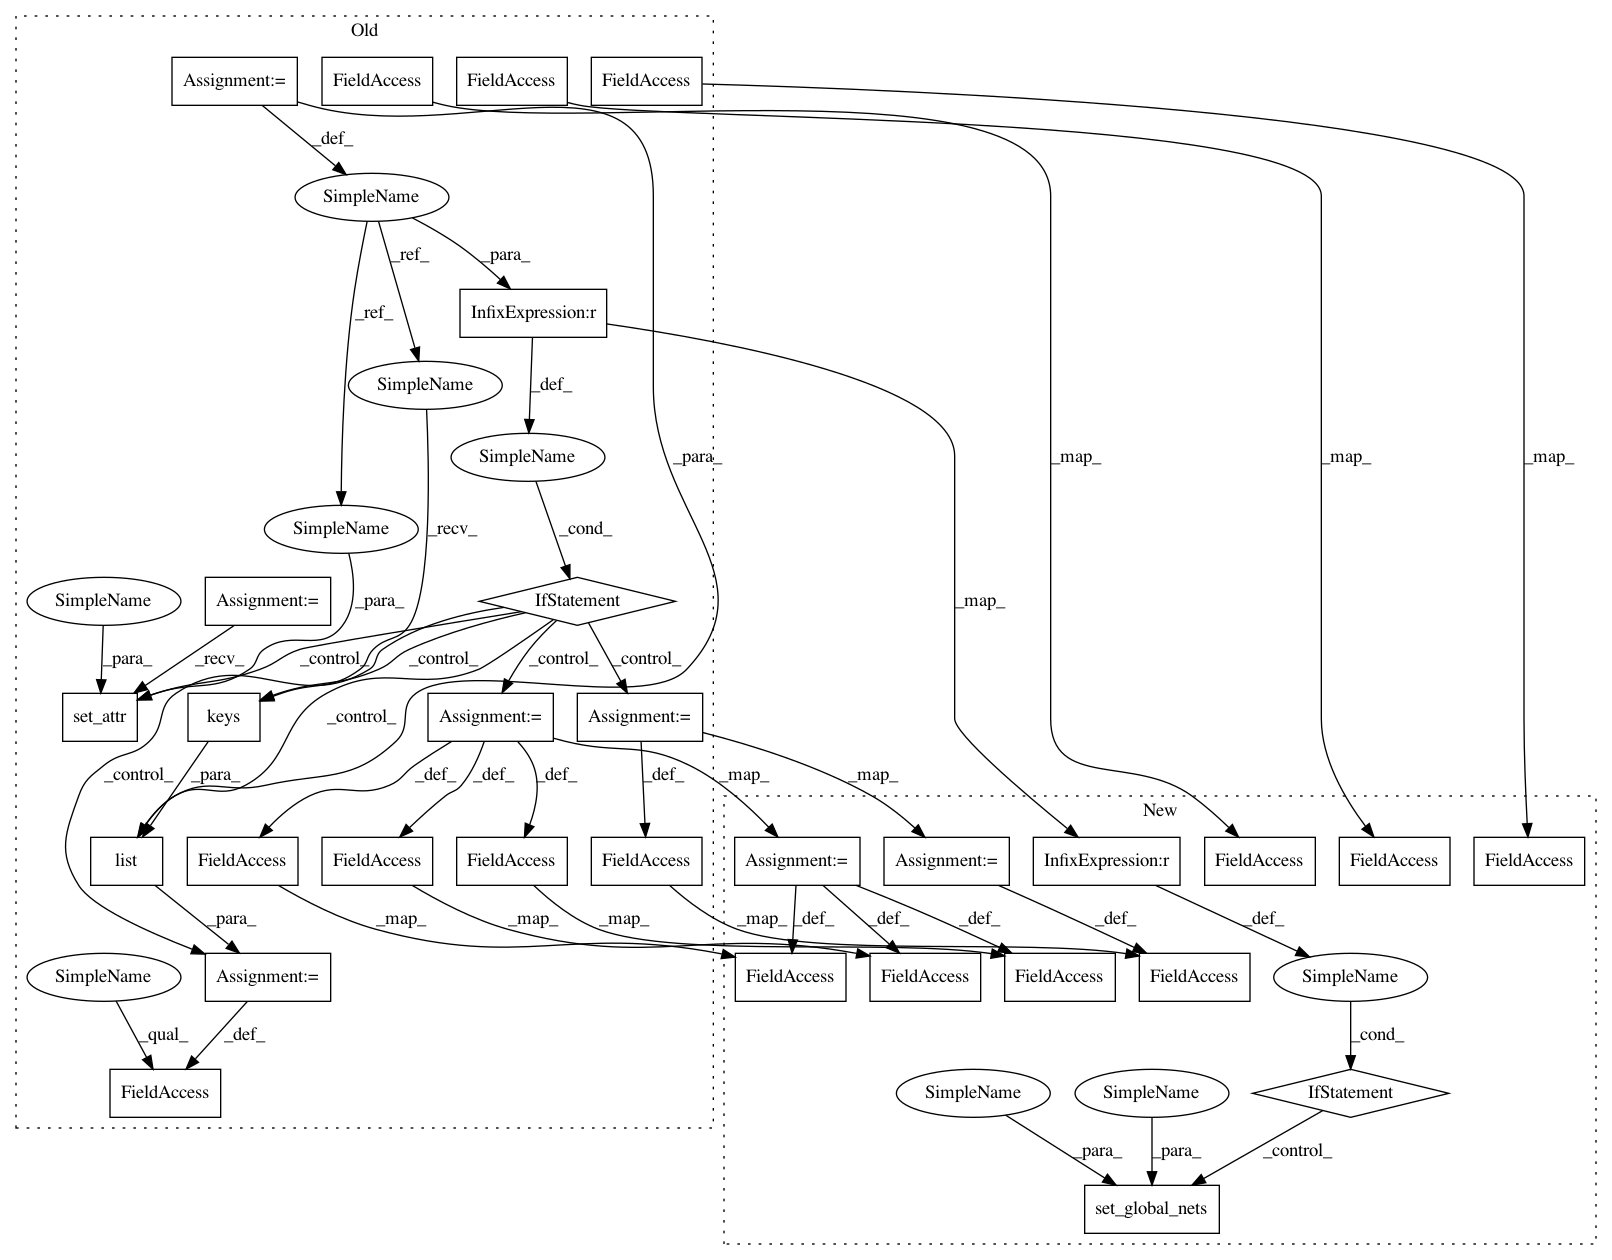 Old
Assignment:=
FieldAccess
FieldAccess
FieldAccess
_def_
SimpleName
_ref_
_para_
_ref_
InfixExpression:r
SimpleName
_def_
SimpleName
_para_
_map_
_map_
_map_
SimpleName
_recv_
_cond_
SimpleName
Assignment:=
_para_
IfStatement
_map_
_para_
_recv_
_control_
_control_
_control_
_control_
set_attr
keys
_control_
Assignment:=
Assignment:=
_control_
_para_
_def_
_def_
_def_
_def_
_map_
_map_
New
list
FieldAccess
FieldAccess
FieldAccess
FieldAccess
Assignment:=
Assignment:=
InfixExpression:r
FieldAccess
FieldAccess
FieldAccess
_para_
_map_
_map_
_map_
_map_
_def_
_def_
_def_
_def_
_def_
SimpleName
Assignment:=
FieldAccess
FieldAccess
FieldAccess
FieldAccess
SimpleName
_qual_
_def_
_cond_
FieldAccess
SimpleName
SimpleName
IfStatement
_para_
_para_
_control_
set_global_nets